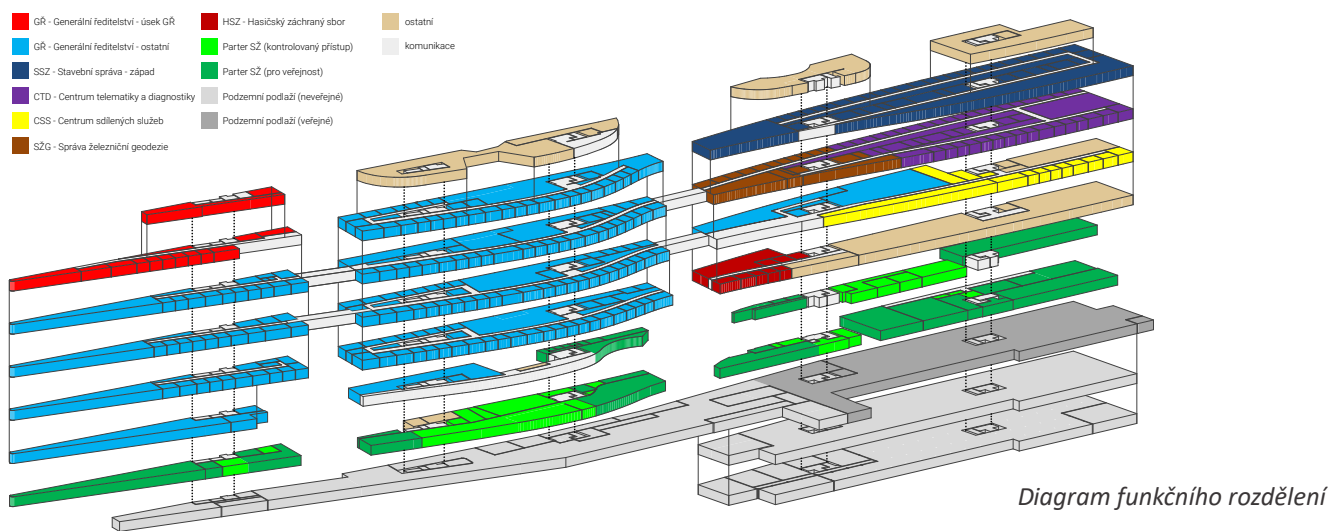 GŘ - Generální ředitelství - úsek GŘ
GŘ - Generální ředitelství - ostatní
SSZ - Stavební správa - západ
CTD - Centrum telematiky a diagnostiky
CSS - Centrum sdílených služeb
SŽG - Správa železniční geodezie
HSZ - Hasičský záchraný sbor
Parter SŽ (kontrolovaný přístup)
Parter SŽ (pro veřejnost)
Podzemní podlaží (neveřejné)
Podzemní podlaží (veřejné)
ostatní
komunikace
Diagram funkčního rozdělení